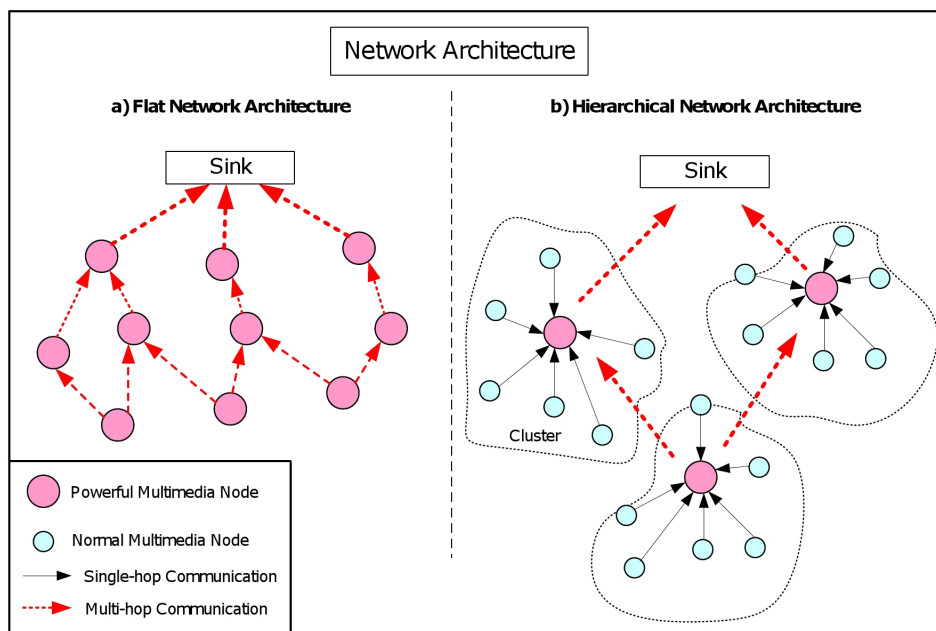 Network Architecture
a) Flat Network Architecture
Sink
b) Hierarchical Network Architecture
Sink
Cluster
Powerful Multimedia Node
Normal Multimedia Node
Single-hop Communication
Multi-hop Communication